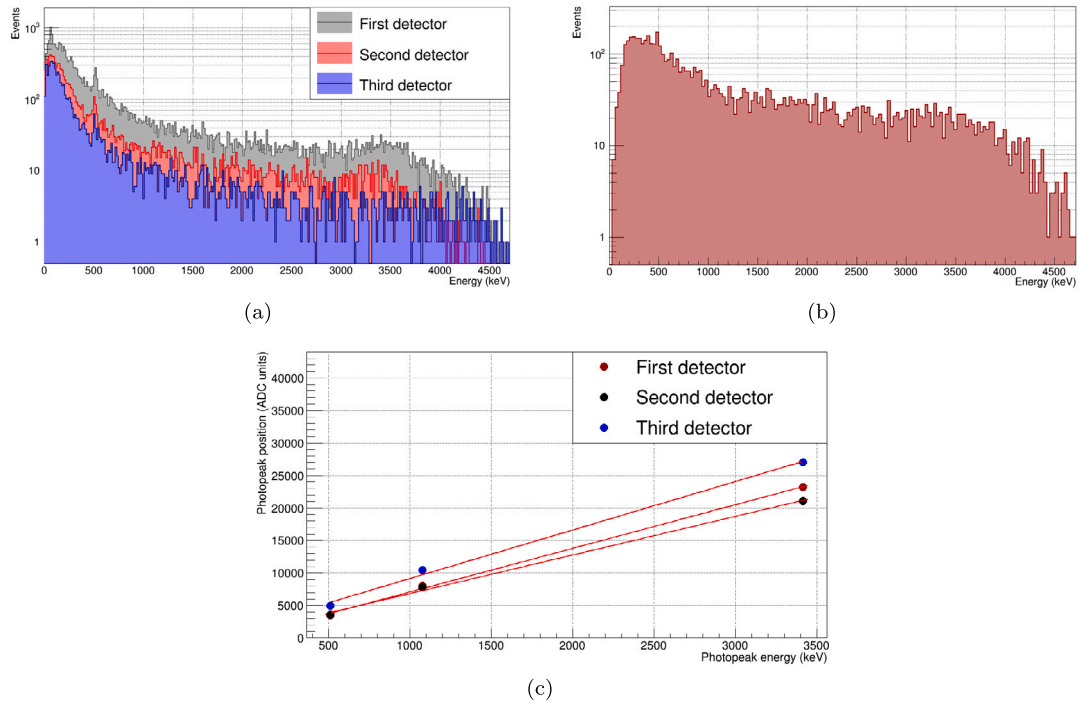 Events
10³
10²
10
1
First detector
Second detector
Third detector
0 500 1000 1500 2000 2500 3000 3500 4000 4500
Energy (keV)
(a)
Events
10²
10
1
0 500 1000 1500 2000 2500 3000 3500 4000 4500
Energy (keV)
(b)
Photopeak position (ADC units)
40000
35000
30000
25000
20000
15000
10000
5000
0
First detector
Second detector
Third detector
500 1000 1500 2000 2500 3000 3500
Photopeak energy (keV)
(c)